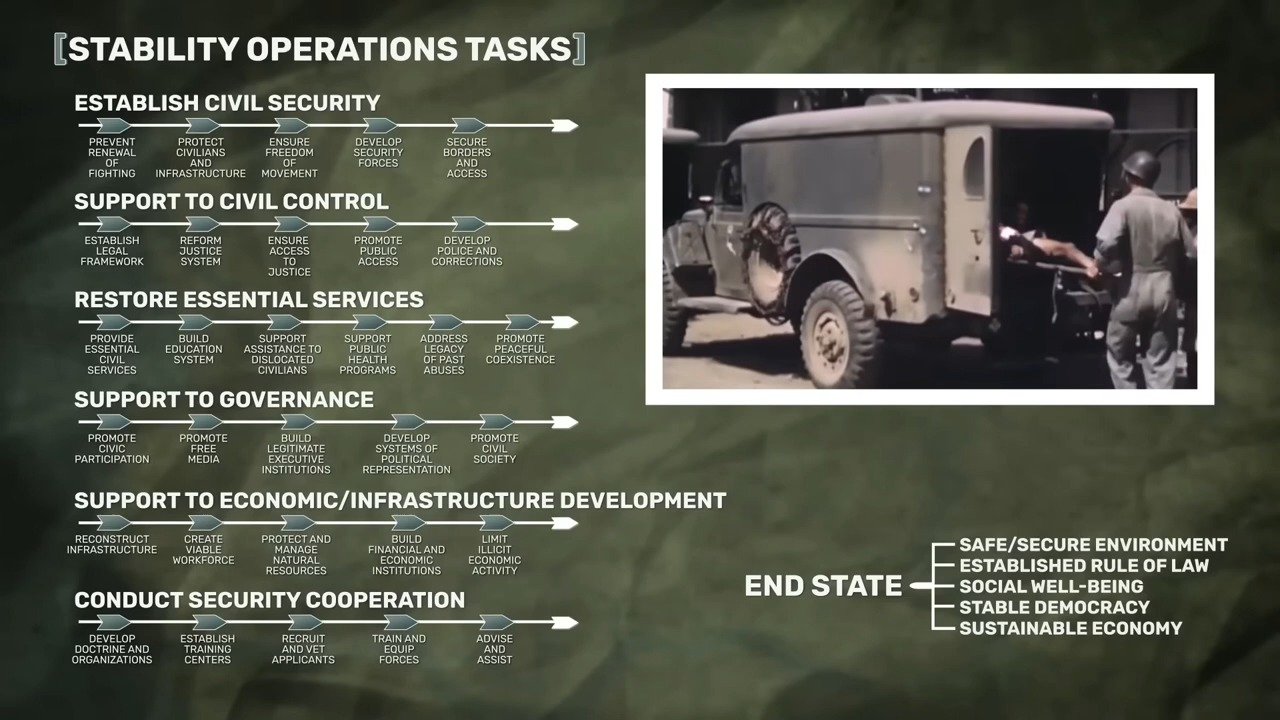 [STABILITY OPERATIONS TASKS]
ESTABLISH CIVIL SECURITY
PREVENT
RENEWAL
OF
FIGHTING
PROTECT
CIVILIANS
AND
INFRASTRUCTURE
ENSURE
FREEDOM
OF
MOVEMENT
DEVELOP
SECURITY
FORCES
SECURE
BORDERS
AND
ACCESS
SUPPORT TO CIVIL CONTROL
ESTABLISH
LEGAL
FRAMEWORK
REFORM
JUSTICE
SYSTEM
ENSURE
ACCESS
TO
JUSTICE
PROMOTE
PUBLIC
ACCESS
DEVELOP
POLICE AND
CORRECTIONS
RESTORE ESSENTIAL SERVICES
PROVIDE
ESSENTIAL
CIVIL
SERVICES
BUILD
EDUCATION
SYSTEM
SUPPORT
ASSISTANCE TO
DISLOCATED
CIVILIANS
SUPPORT
PUBLIC
HEALTH
PROGRAMS
ADDRESS
LEGACY
OF PAST
ABUSES
PROMOTE
PEACEFUL
COEXISTENCE
SUPPORT TO GOVERNANCE
PROMOTE
CIVIC
PARTICIPATION
PROMOTE
FREE
MEDIA
BUILD
LEGITIMATE
EXECUTIVE
INSTITUTIONS
DEVELOP
SYSTEMS OF
POLITICAL
REPRESENTATION
PROMOTE
CIVIL
SOCIETY
SUPPORT TO ECONOMIC/INFRASTRUCTURE DEVELOPMENT
RECONSTRUCT
INFRASTRUCTURE
CREATE
VIABLE
WORKFORCE
PROTECT AND
MANAGE
NATURAL
RESOURCES
BUILD
FINANCIAL AND
ECONOMIC
INSTITUTIONS
LIMIT
ILLICIT
ECONOMIC
ACTIVITY
CONDUCT SECURITY COOPERATION
DEVELOP
DOCTRINE AND
ORGANIZATIONS
ESTABLISH
TRAINING
CENTERS
RECRUIT
AND VET
APPLICANTS
TRAIN AND
EQUIP
FORCES
ADVISE
AND
ASSIST
END STATE
SAFE/SECURE ENVIRONMENT
ESTABLISHED RULE OF LAW
SOCIAL WELL-BEING
STABLE DEMOCRACY
SUSTAINABLE ECONOMY